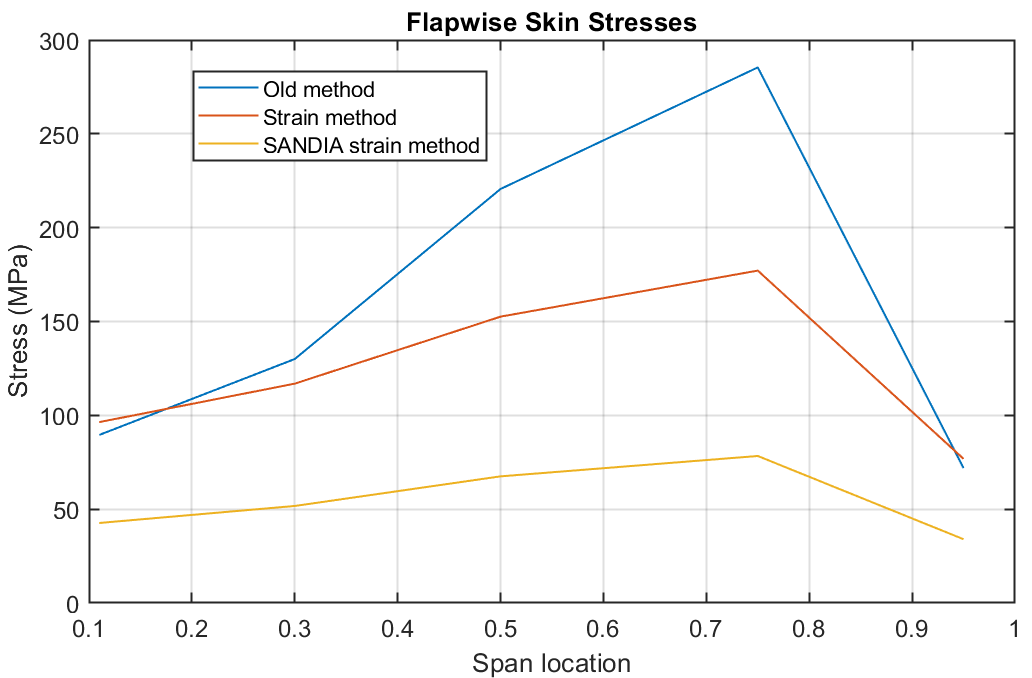 Flapwise Skin Stresses
300
250
200
150
100
50
0
Stress (MPa)
Old method
Strain method
SANDIA strain method
0.1 0.2 0.3 0.4 0.5 0.6 0.7 0.8 0.9 1
Span location